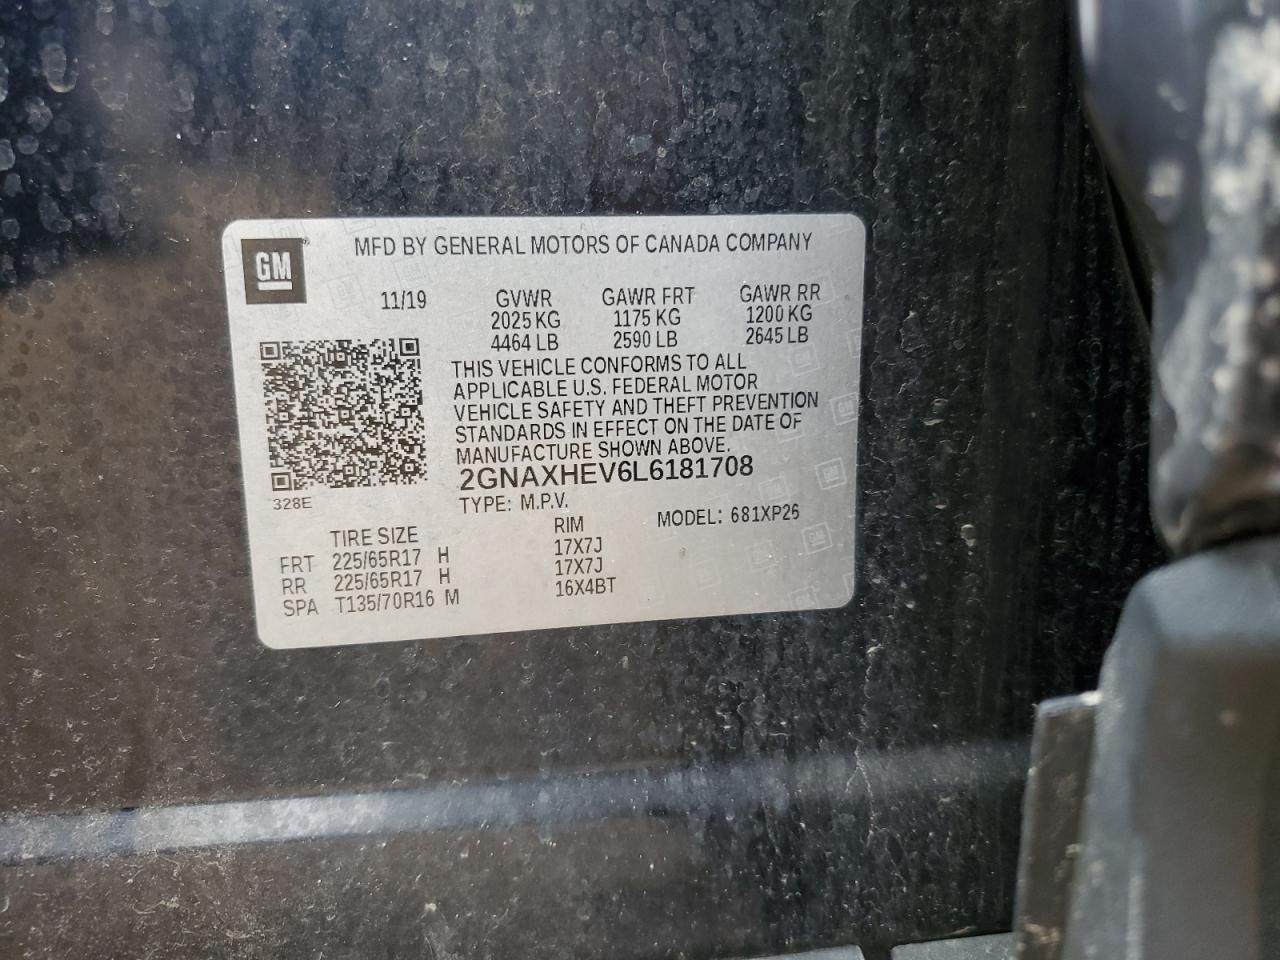 MFD BY GENERAL MOTORS OF CANADA COMPANY
GM
11/19 GVWR GAWR FRT GAWR RR
2025 KG 1175 KG 1200 KG
4464 LB 2590 LB 2645 LB
THIS VEHICLE CONFORMS TO ALL
APPLICABLE U.S. FEDERAL MOTOR
VEHICLE SAFETY AND THEFT PREVENTION
STANDARDS IN EFFECT ON THE DATE OF
MANUFACTURE SHOWN ABOVE.
2GNAXHEV6L6181708
328E
TYPE: M.P.V.
TIRE SIZE RIM MODEL: 681XP26
FRT 225/65R17 H 17X7J
RR 225/65R17 H 17X7J
SPA T135/70R16 M 16X4BT